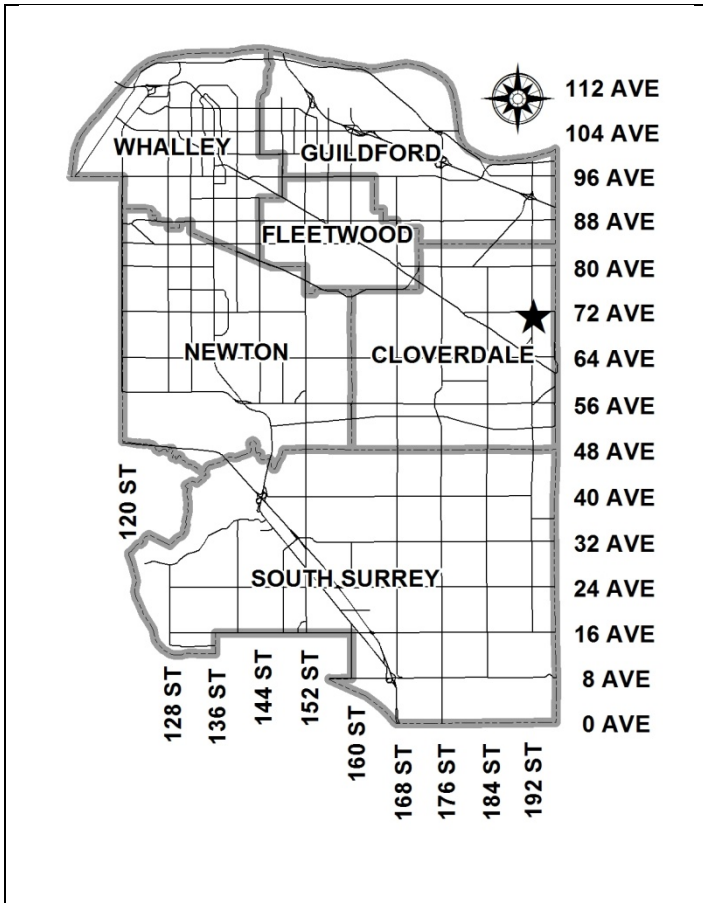 112 AVE
104 AVE
WHALLEY
GUILDFORD
96 AVE
88 AVE
FLEETWOOD
80 AVE
72 AVE
NEWTON
CLOVERDALE
64 AVE
56 AVE
48 AVE
120 ST
40 AVE
32 AVE
SOUTH SURREY
24 AVE
16 AVE
8 AVE
0 AVE
128 ST
136 ST
144 ST
152 ST
160 ST
168 ST
176 ST
184 ST
192 ST